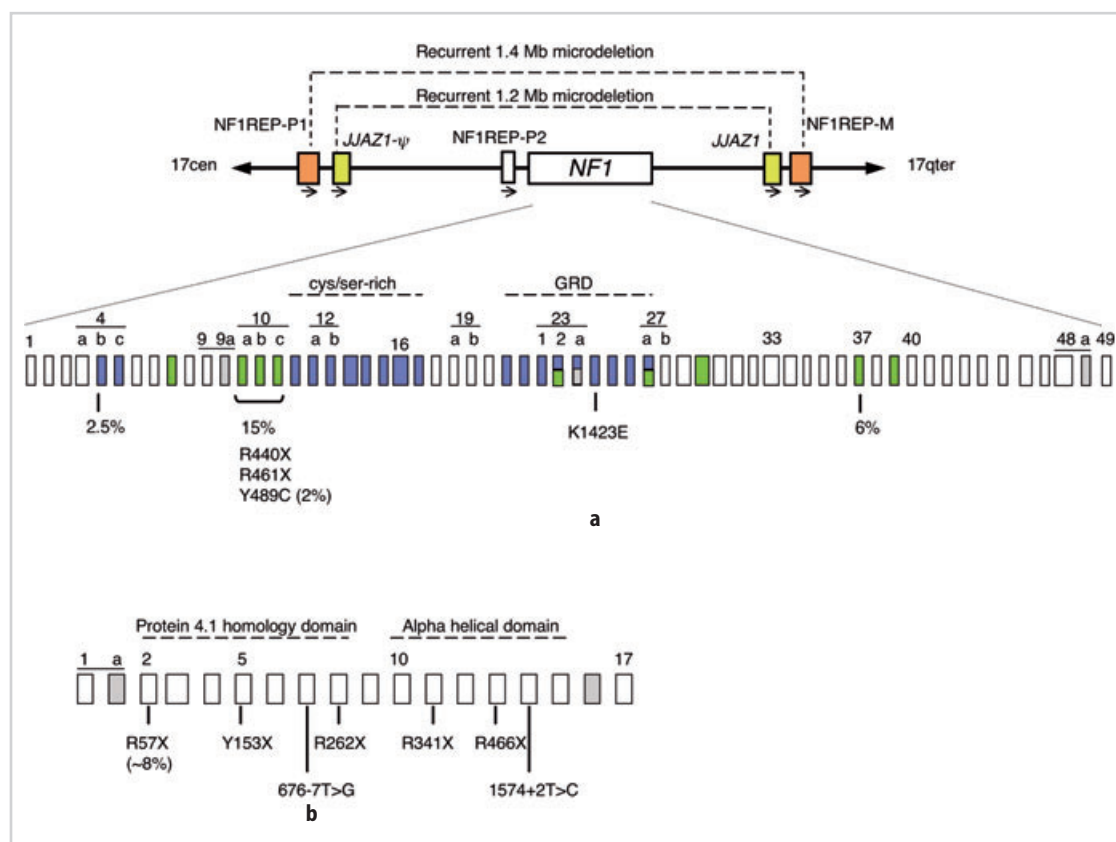 Recurrent 1.4 Mb microdeletion
Recurrent 1.2 Mb microdeletion
NF1REP-P1
JJAZ1-ψ
NF1REP-P2
JJAZ1
NF1REP-M
17cen
NF1
17qter
cys/ser-rich
GRD
4
9 9a
10
12
19
23
27
37
1
a b c
a b c
a b
16
a b
1 2 a
a b
33
40
48 a
49
2.5%
15%
K1423E
6%
R440X
R461X
Y489C (2%)
a
Protein 4.1 homology domain
Alpha helical domain
1 a 2 5 10 17
R57X Y153X R262X R341X R466X
(~8%)
676-7T>G 1574+2T>C
b